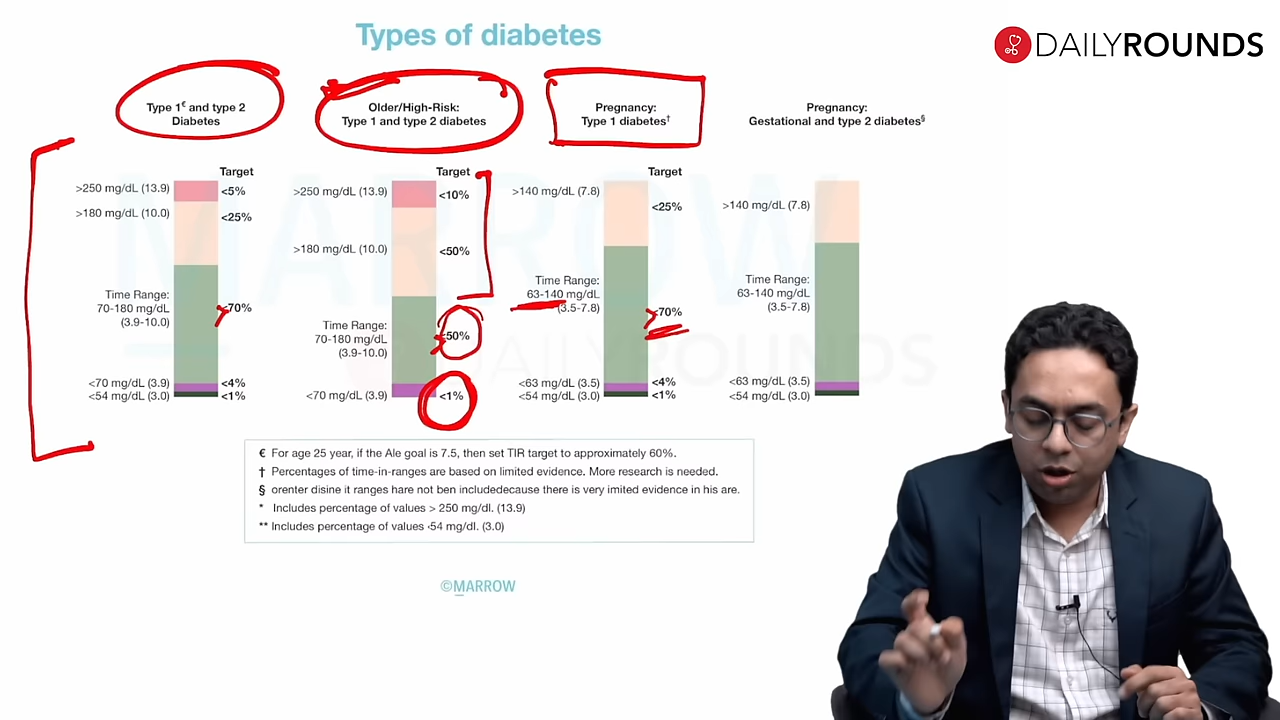 Types of diabetes
DAILYROUNDS
Type 1€ and type 2
Diabetes
Target
>250 mg/dL (13.9)
<5%
>180 mg/dL (10.0)
<25%
Time Range:
70-180 mg/dL
(3.9-10.0)
70%
<70 mg/dL (3.9)
<4%
<54 mg/dL (3.0)
<1%
Older/High-Risk:
Type 1 and type 2 diabetes
Target
>250 mg/dL (13.9)
<10%
>180 mg/dL (10.0)
<50%
Time Range:
70-180 mg/dL
(3.9-10.0)
50%
<70 mg/dL (3.9)
<1%
Pregnancy:
Type 1 diabetes†
Target
>140 mg/dL (7.8)
<25%
Time Range:
63-140 mg/dL
(3.5-7.8)
70%
<63 mg/dL (3.5)
<4%
<54 mg/dL (3.0)
<1%
Pregnancy:
Gestational and type 2 diabetes§
>140 mg/dL (7.8)
Time Range:
63-140 mg/dL
(3.5-7.8)
<63 mg/dL (3.5)
<54 mg/dL (3.0)
MARROW
DAILYROUNDS
€ For age 25 year, if the Ale goal is 7.5, then set TIR target to approximately 60%.
† Percentages of time-in-ranges are based on limited evidence. More research is needed.
§ orenter disine it ranges hare not ben includedecause there is very imited evidence in his are.
* Includes percentage of values > 250 mg/dl. (13.9)
** Includes percentage of values ‹54 mg/dl. (3.0)
©MARROW